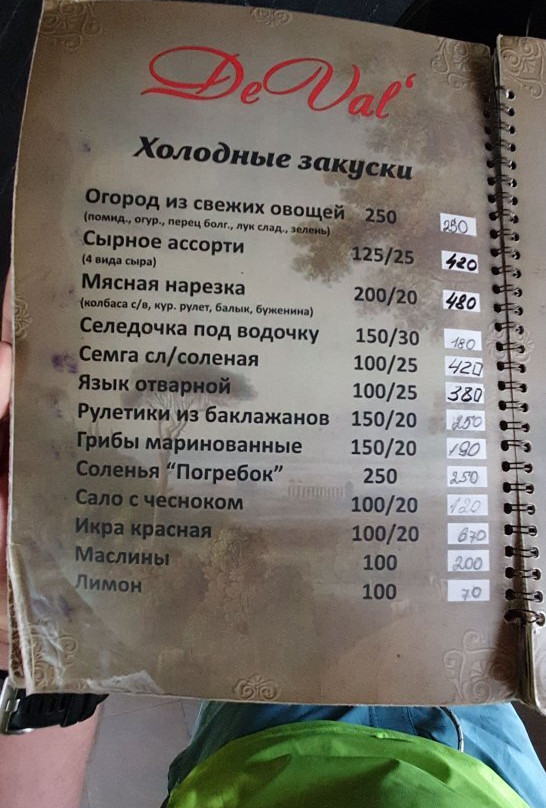 De Val'
Холодные закуски
Огород из свежих овощей 250 250
(помид., огур., перец болг., лук слад., зелень)
Сырное ассорти 125/25 420
(4 вида сыра)
Мясная нарезка 200/20 480
(колбаса с/в, кур. рулет, балык, буженина)
Селедочка под водочку 150/30 180
Семга сл/соленая 100/25 420
Язык отварной 100/25 380
Рулетики из баклажанов 150/20 250
Грибы маринованные 150/20 190
Соленья “Погребок” 250 250
Сало с чесноком 100/20 120
Икра красная 100/20 670
Маслины 100 200
Лимон 100 70